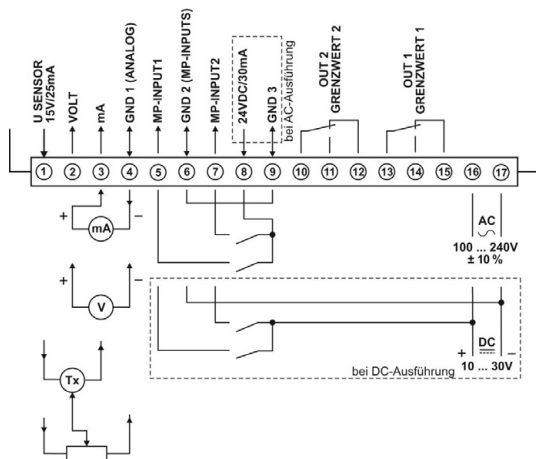 U SENSOR
15V/25mA
VOLT
mA
GND 1 (ANALOG)
MP-INPUT1
GND 2 (MP-INPUTS)
MP-INPUT2
24VDC/30mA
GND 3
bei AC-Ausführung
OUT 2
GRENZWERT 2
OUT 1
GRENZWERT 1
1 2 3 4 5 6 7 8 9 10 11 12 13 14 15 16 17
+ mA −
AC
100 ... 240V
± 10 %
+ V −
+ DC −
10 ... 30V
bei DC-Ausführung
Tx